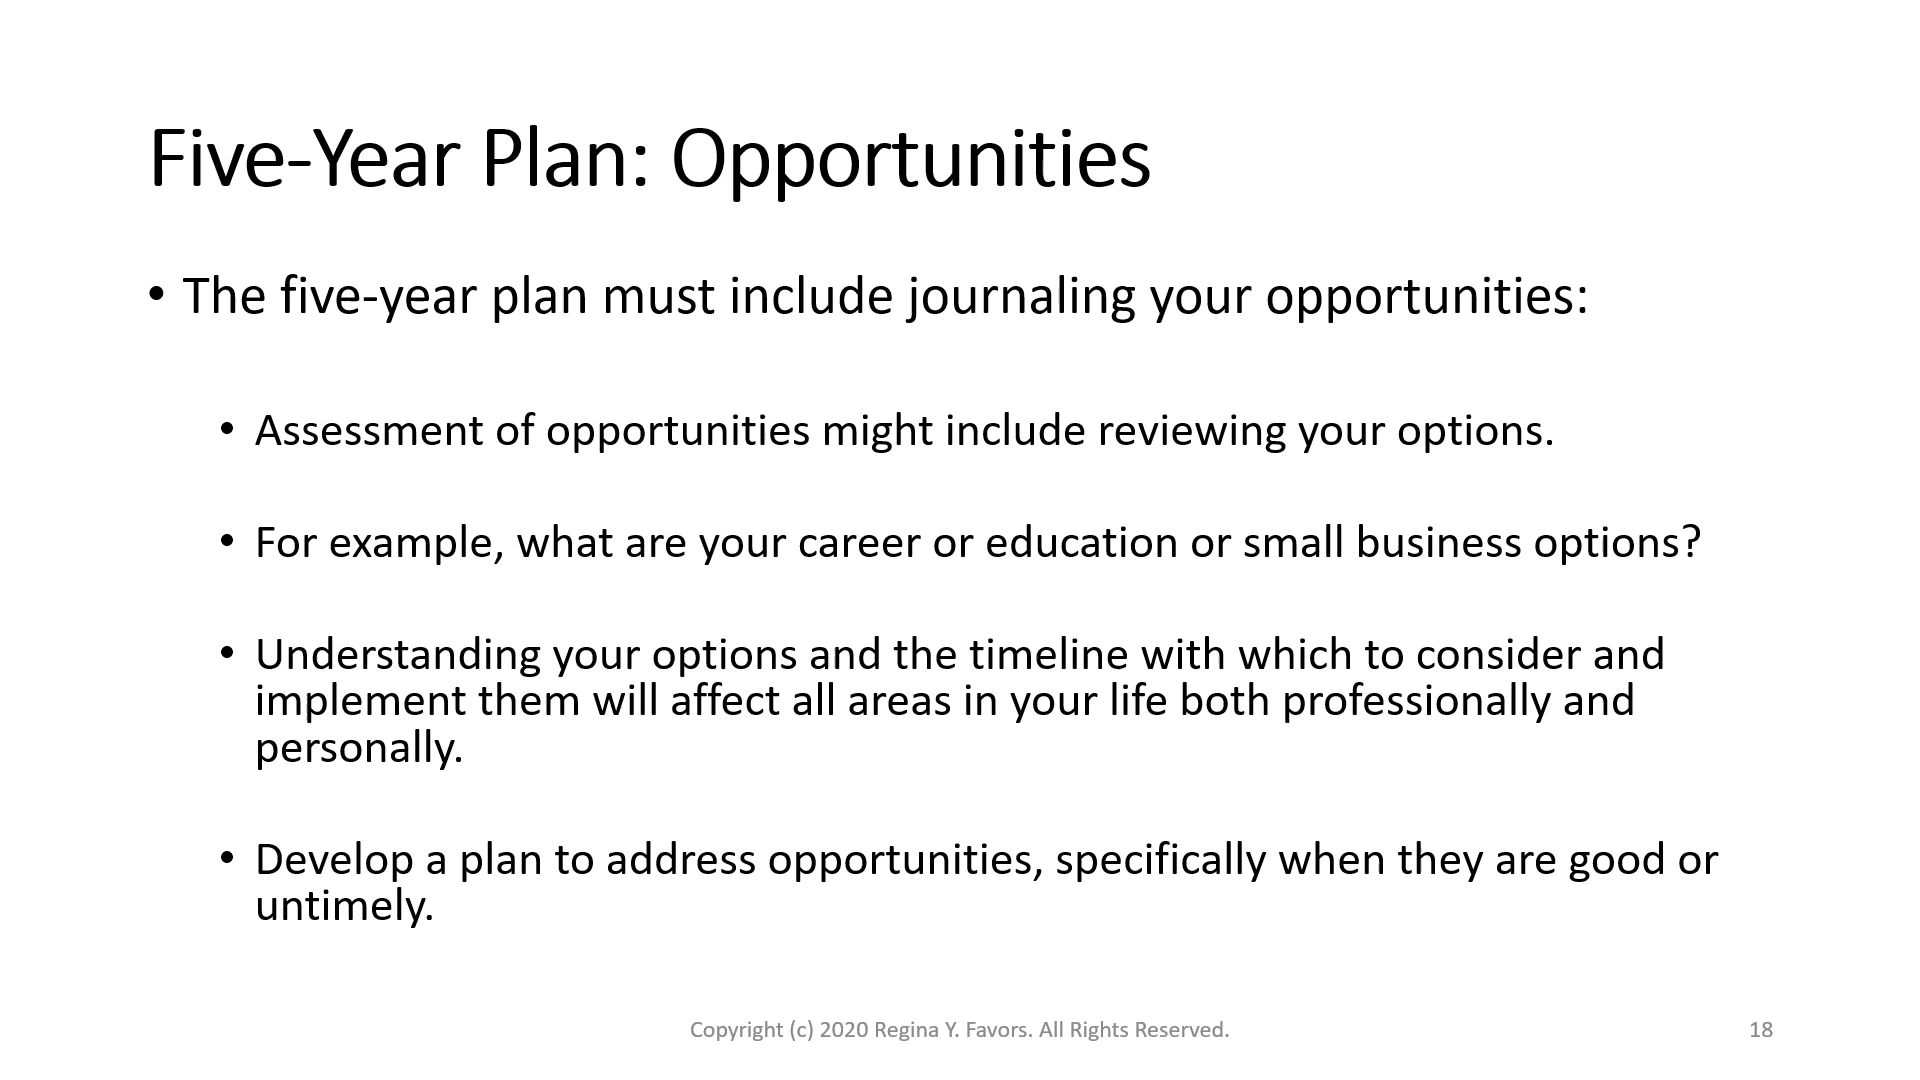 Five-Year Plan: Opportunities
• The five-year plan must include journaling your opportunities:
• Assessment of opportunities might include reviewing your options.
• For example, what are your career or education or small business options?
• Understanding your options and the timeline with which to consider and
implement them will affect all areas in your life both professionally and
personally.
• Develop a plan to address opportunities, specifically when they are good or
untimely.
Copyright (c) 2020 Regina Y. Favors. All Rights Reserved.
18